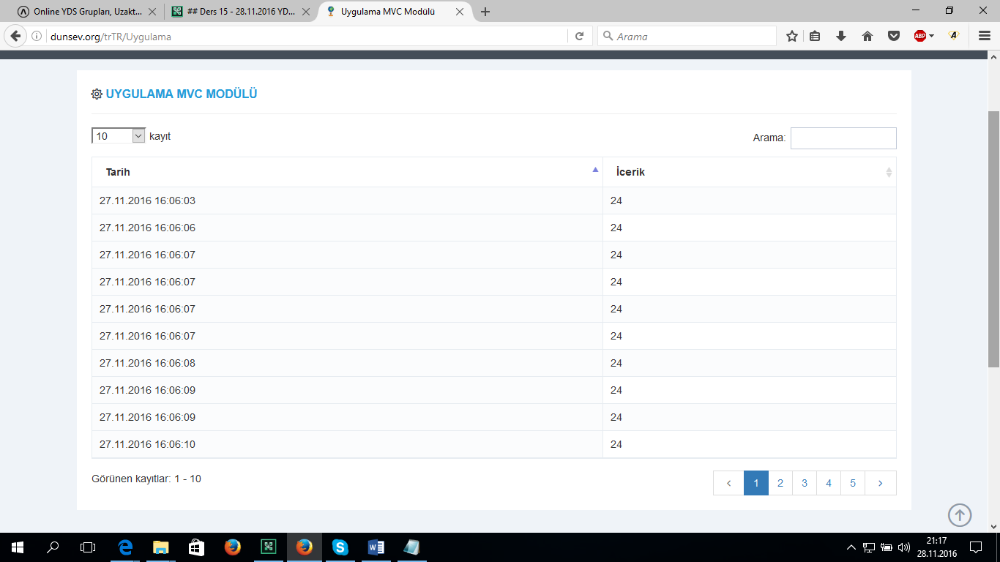 Online YDS Grupları, Uzakt...
## Ders 15 - 28.11.2016 YD...
Uygulama MVC Modülü
dunsev.org/trTR/Uygulama
Arama
ABP
UYGULAMA MVC MODÜLÜ
10 kayıt
Arama:
Tarih İcerik
27.11.2016 16:06:03 24
27.11.2016 16:06:06 24
27.11.2016 16:06:07 24
27.11.2016 16:06:07 24
27.11.2016 16:06:07 24
27.11.2016 16:06:07 24
27.11.2016 16:06:08 24
27.11.2016 16:06:09 24
27.11.2016 16:06:09 24
27.11.2016 16:06:10 24
Görünen kayıtlar: 1 - 10
‹ 1 2 3 4 5 ›
21:17
28.11.2016